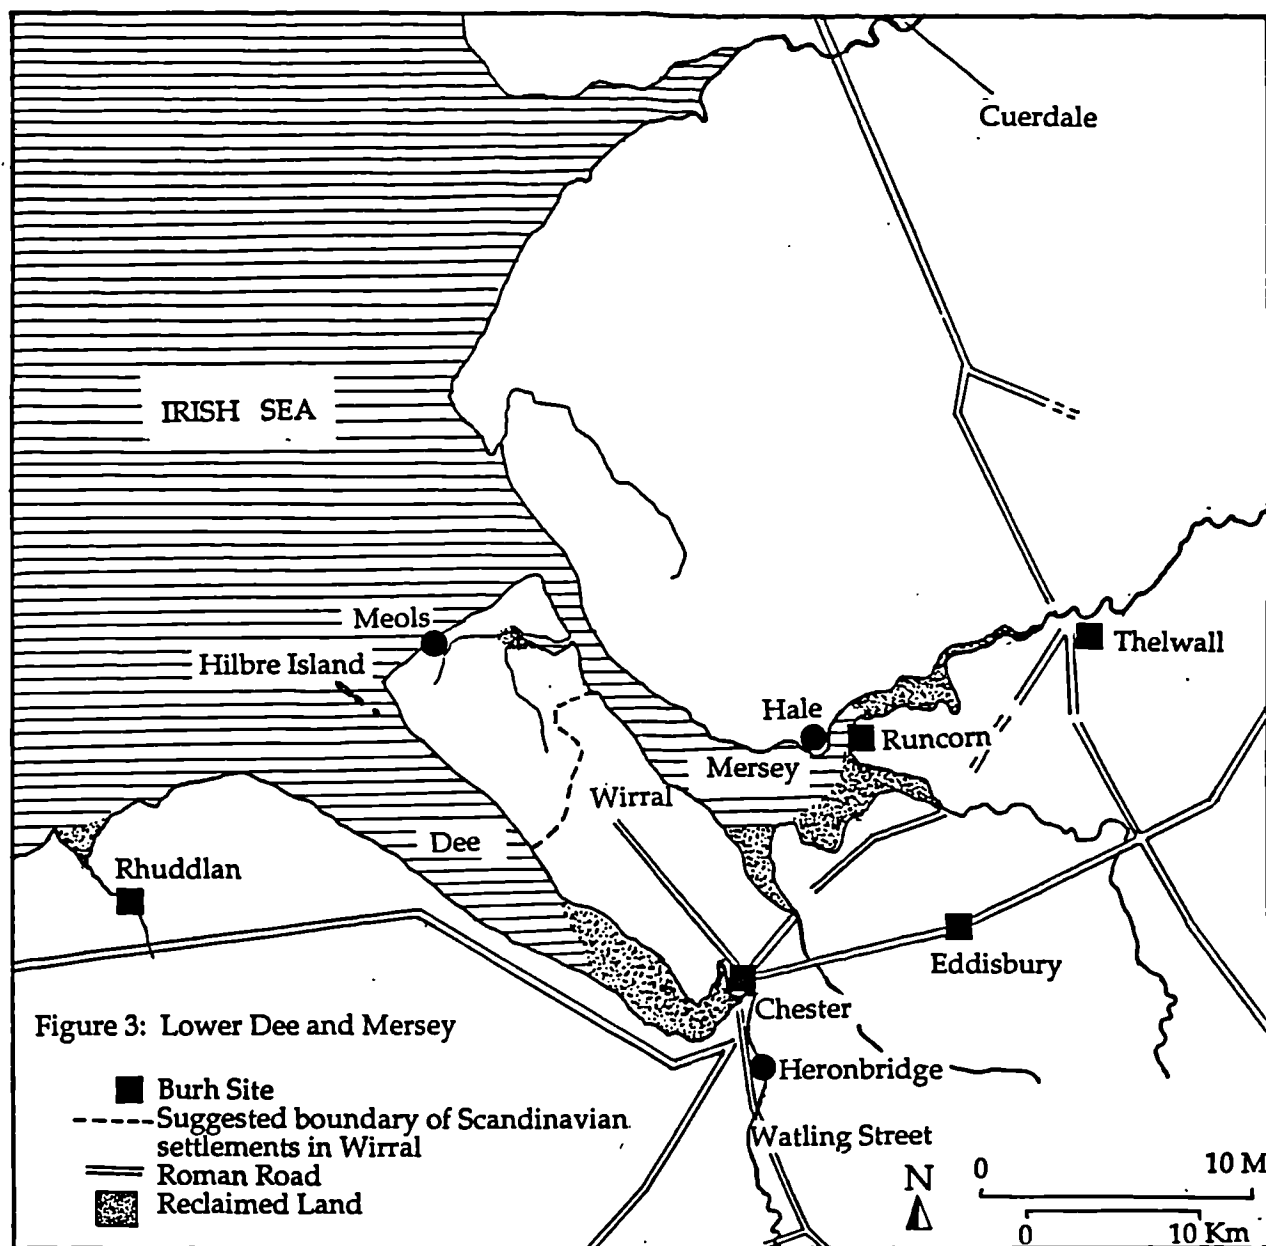 Cuerdale
IRISH SEA
Meols
Hilbre Island
Thelwall
Hale
Runcorn
Mersey
Wirral
Dee
Rhuddlan
Eddisbury
Chester
Figure 3: Lower Dee and Mersey
Heronbridge
Burh Site
Suggested boundary of Scandinavian
settlements in Wirral
Watling Street
Roman Road
Reclaimed Land
N
0 10 M
0 10 Km